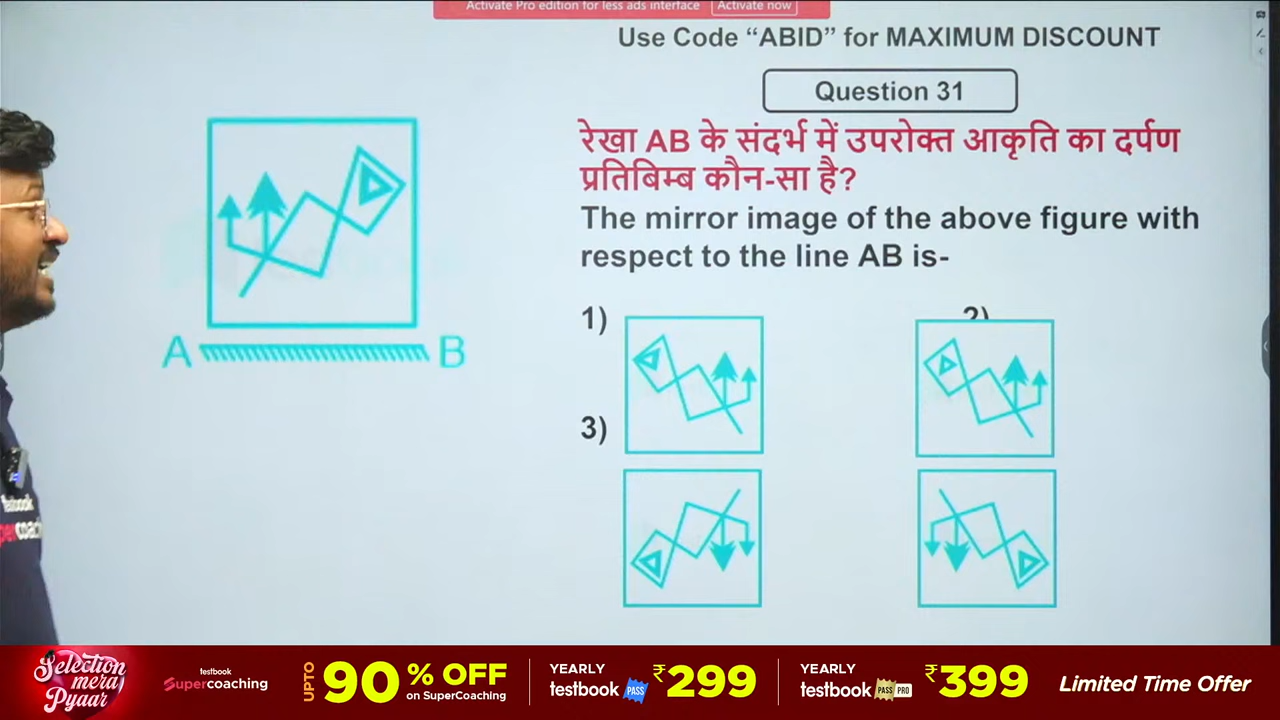 Activate Pro edition for less ads interface Activate now
Use Code “ABID” for MAXIMUM DISCOUNT
Question 31
रेखा AB के संदर्भ में उपरोक्त आकृति का दर्पण
प्रतिबिम्ब कौन-सा है?
The mirror image of the above figure with
respect to the line AB is-
A B
1) 2)
3)
testbook
Selection
mera
Pyaar
testbook
Supercoaching
UPTO 90% OFF
on SuperCoaching
YEARLY
testbook PASS ₹299
YEARLY
testbook PASS PRO ₹399
Limited Time Offer